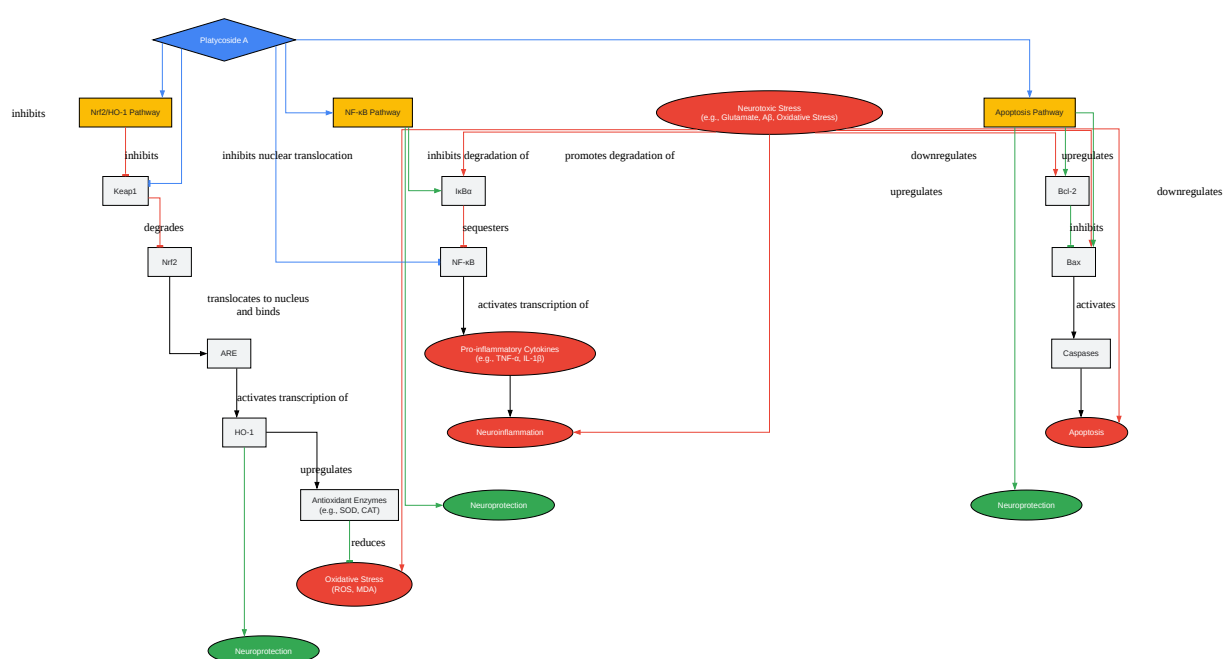 Platycoside A
inhibits
Nrf2/HO-1 Pathway
NF-κB Pathway
Neurotoxic Stress
(e.g., Glutamate, Aβ, Oxidative Stress)
Apoptosis Pathway
inhibits
inhibits nuclear translocation
inhibits degradation of
promotes degradation of
downregulates
upregulates
Keap1
IκBα
upregulates
Bcl-2
downregulates
degrades
sequesters
inhibits
Nrf2
NF-κB
Bax
translocates to nucleus
and binds
activates transcription of
activates
ARE
Pro-inflammatory Cytokines
(e.g., TNF-α, IL-1β)
Caspases
activates transcription of
HO-1
Neuroinflammation
Apoptosis
upregulates
Antioxidant Enzymes
(e.g., SOD, CAT)
Neuroprotection
Neuroprotection
reduces
Oxidative Stress
(ROS, MDA)
Neuroprotection